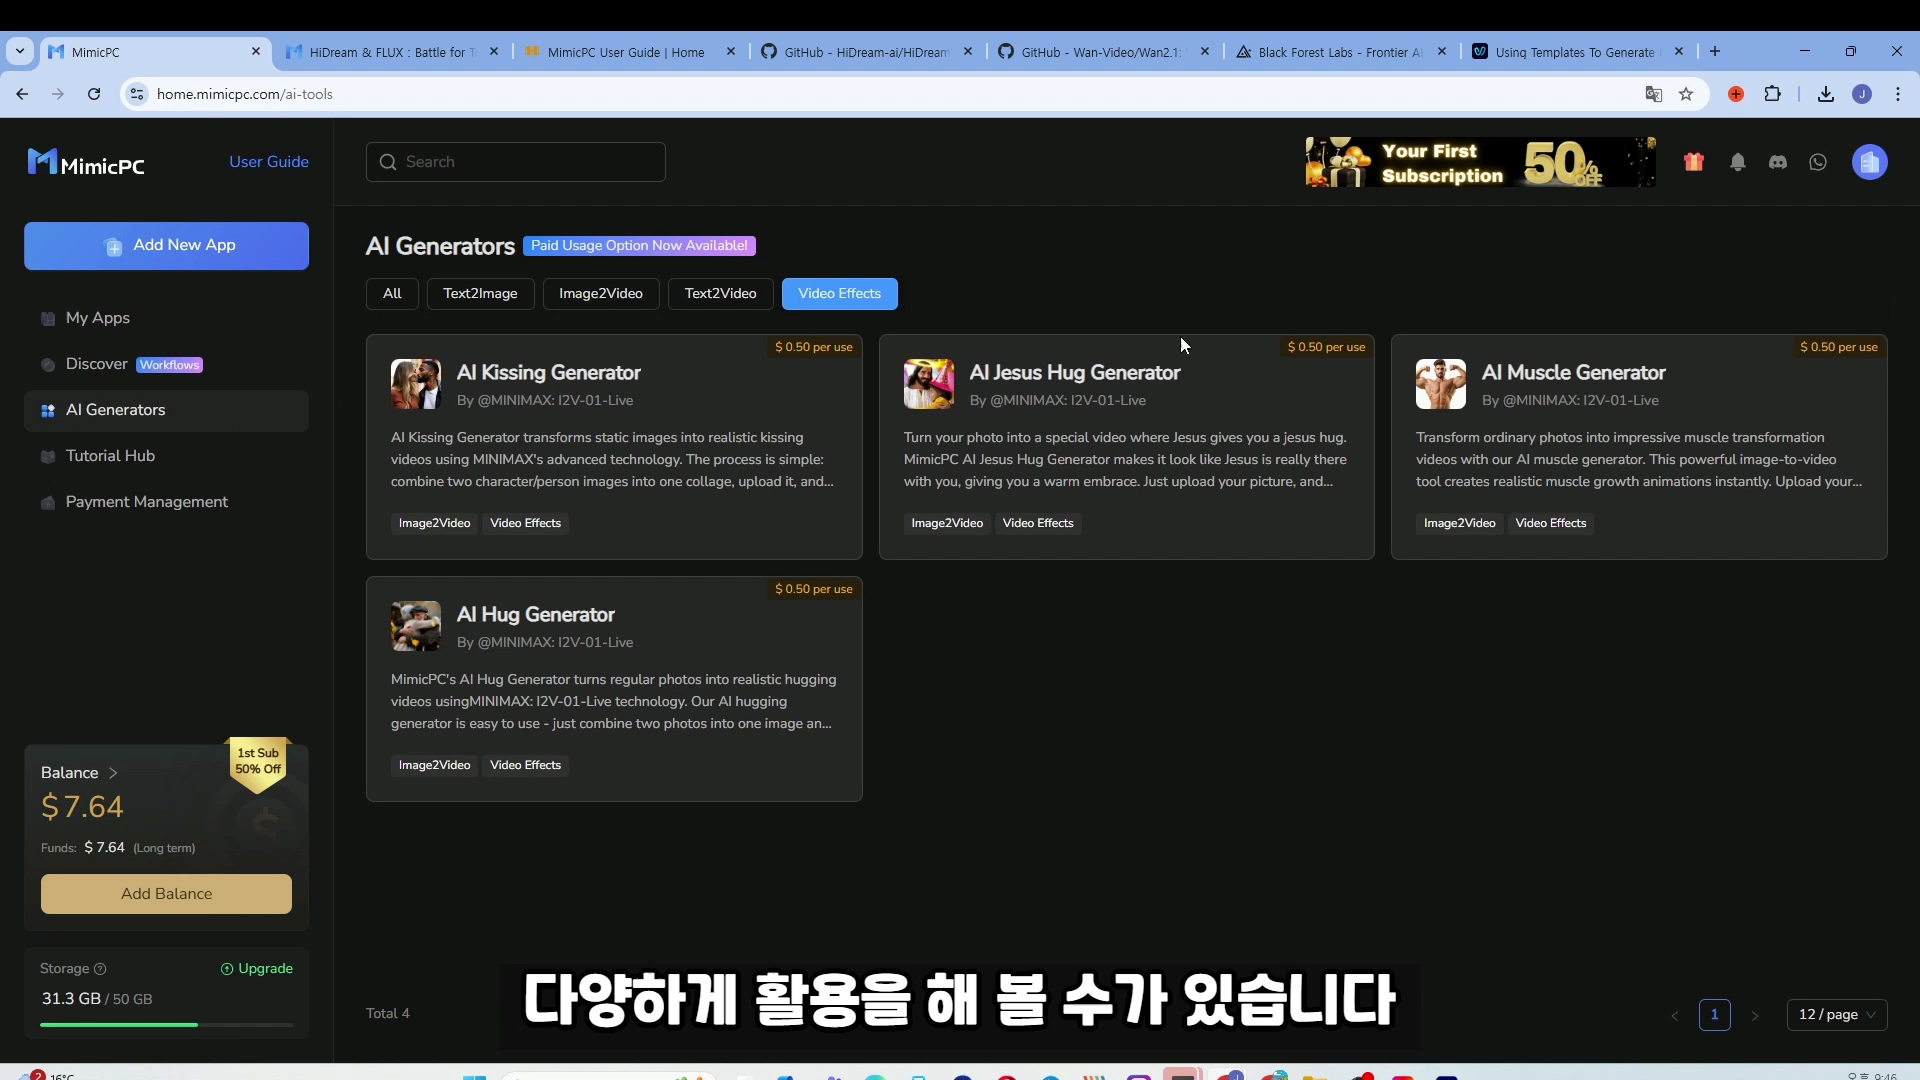 MimicPC
HiDream & FLUX : Battle for T
MimicPC User Guide | Home
GitHub - HiDream-ai/HiDream
GitHub - Wan-Video/Wan2.1:
Black Forest Labs - Frontier AI
Using Templates To Generate
home.mimicpc.com/ai-tools
J
MimicPC
User Guide
Search
Your First
Subscription
50% OFF
Add New App
AI Generators
Paid Usage Option Now Available!
All
Text2Image
Image2Video
Text2Video
Video Effects
My Apps
Discover
Workflows
AI Generators
Tutorial Hub
Payment Management
$ 0.50 per use
AI Kissing Generator
By @MINIMAX: I2V-01-Live
AI Kissing Generator transforms static images into realistic kissing
videos using MINIMAX's advanced technology. The process is simple:
combine two character/person images into one collage, upload it, and...
Image2Video
Video Effects
$ 0.50 per use
AI Jesus Hug Generator
By @MINIMAX: I2V-01-Live
Turn your photo into a special video where Jesus gives you a jesus hug.
MimicPC AI Jesus Hug Generator makes it look like Jesus is really there
with you, giving you a warm embrace. Just upload your picture, and...
Image2Video
Video Effects
$ 0.50 per use
AI Muscle Generator
By @MINIMAX: I2V-01-Live
Transform ordinary photos into impressive muscle transformation
videos with our AI muscle generator. This powerful image-to-video
tool creates realistic muscle growth animations instantly. Upload your...
Image2Video
Video Effects
$ 0.50 per use
AI Hug Generator
By @MINIMAX: I2V-01-Live
MimicPC's AI Hug Generator turns regular photos into realistic hugging
videos usingMINIMAX: I2V-01-Live technology. Our AI hugging
generator is easy to use - just combine two photos into one image an...
Image2Video
Video Effects
1st Sub
50% Off
Balance
$ 7.64
Funds: $ 7.64 (Long term)
Add Balance
Storage
Upgrade
31.3 GB / 50 GB
Total 4
1
12 / page
다양하게 활용을 해 볼 수가 있습니다
2
16°C